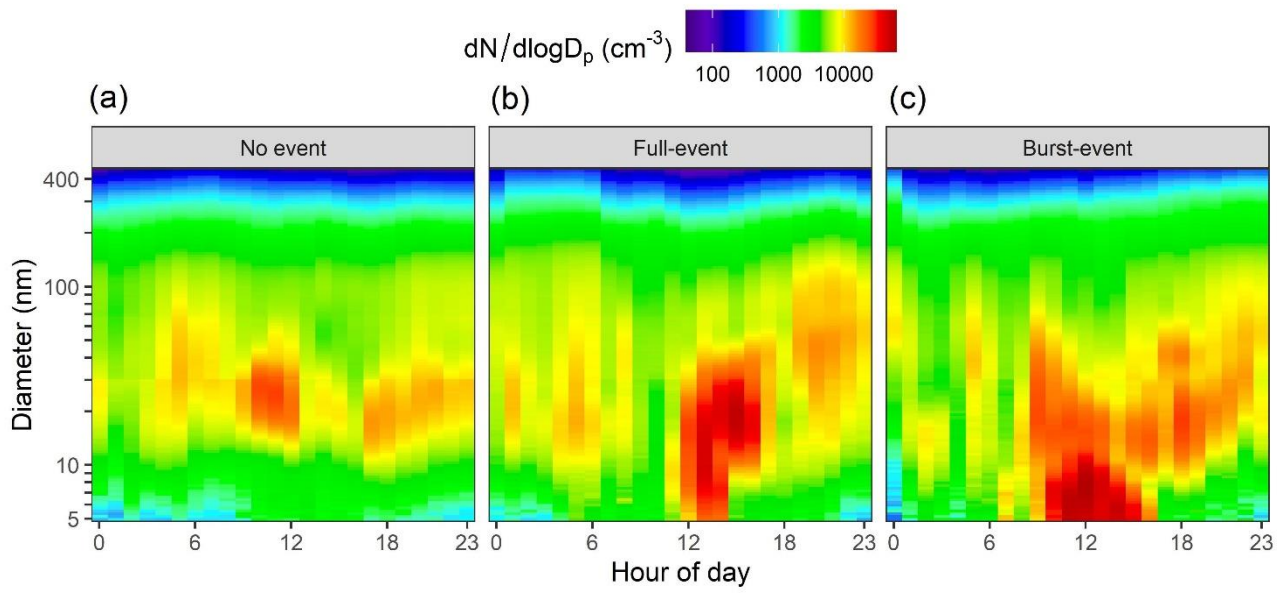 dN/dlogDp (cm-3)
100 1000 10000
(a) (b) (c)
No event Full-event Burst-event
400
100
10
5
Diameter (nm)
0 6 12 18 23 0 6 12 18 23 0 6 12 18 23
Hour of day